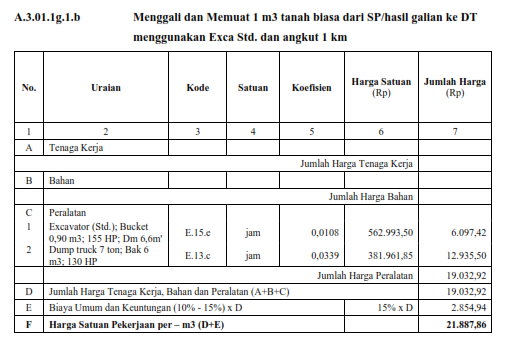 A.3.01.1g.1.b Menggali dan Memuat 1 m3 tanah biasa dari SP/hasil galian ke DT
menggunakan Exca Std. dan angkut 1 km
No. Uraian Kode Satuan Koefisien Harga Satuan (Rp) Jumlah Harga (Rp)
1 2 3 4 5 6 7
A Tenaga Kerja
Jumlah Harga Tenaga Kerja
B Bahan
Jumlah Harga Bahan
C Peralatan
1 Excavator (Std.); Bucket
0,90 m3; 155 HP; Dm 6,6m' E.15.e jam 0,0108 562.993,50 6.097,42
2 Dump truck 7 ton; Bak 6
m3; 130 HP E.13.c jam 0,0339 381.961,85 12.935,50
Jumlah Harga Peralatan 19.032,92
D Jumlah Harga Tenaga Kerja, Bahan dan Peralatan (A+B+C) 19.032,92
E Biaya Umum dan Keuntungan (10% - 15%) x D 15% x D 2.854,94
F Harga Satuan Pekerjaan per – m3 (D+E) 21.887,86